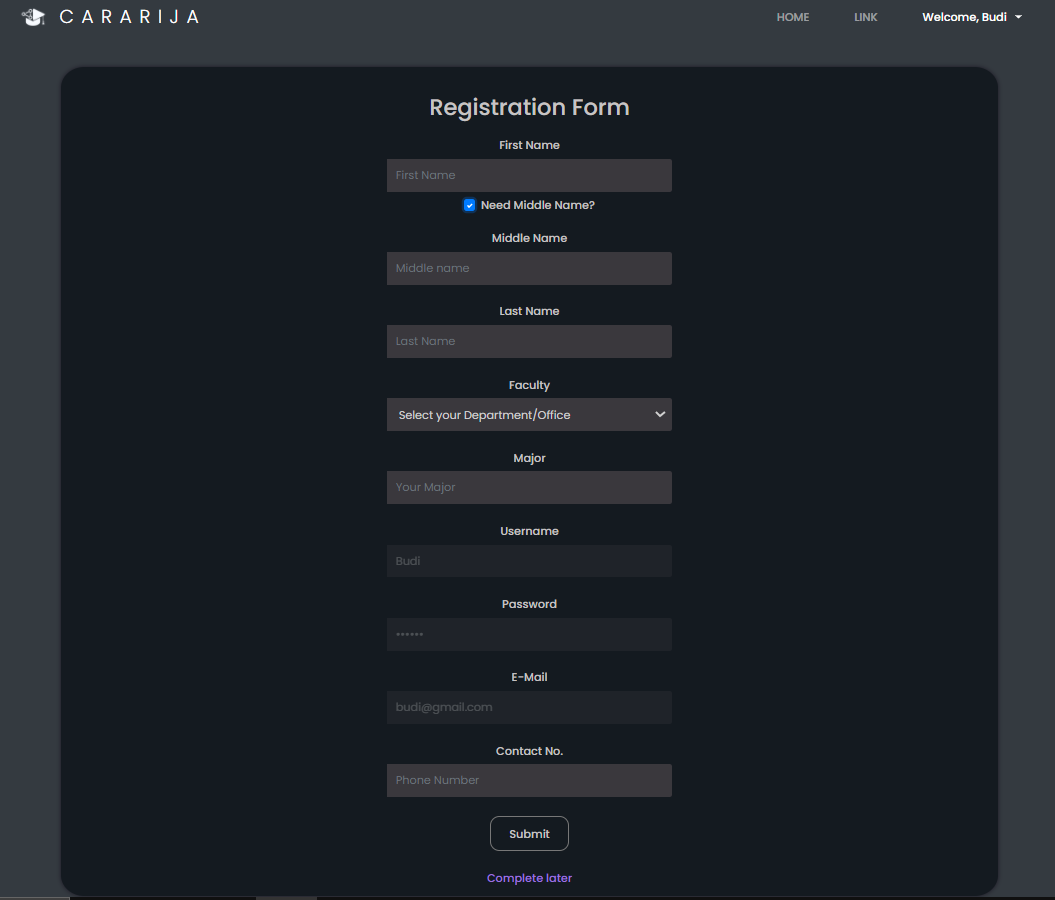 CARARIJA
HOME LINK Welcome, Budi
Registration Form
First Name
First Name
Need Middle Name?
Middle Name
Middle name
Last Name
Last Name
Faculty
Select your Department/Office
Major
Your Major
Username
Budi
Password
••••••
E-Mail
budi@gmail.com
Contact No.
Phone Number
Submit
Complete later